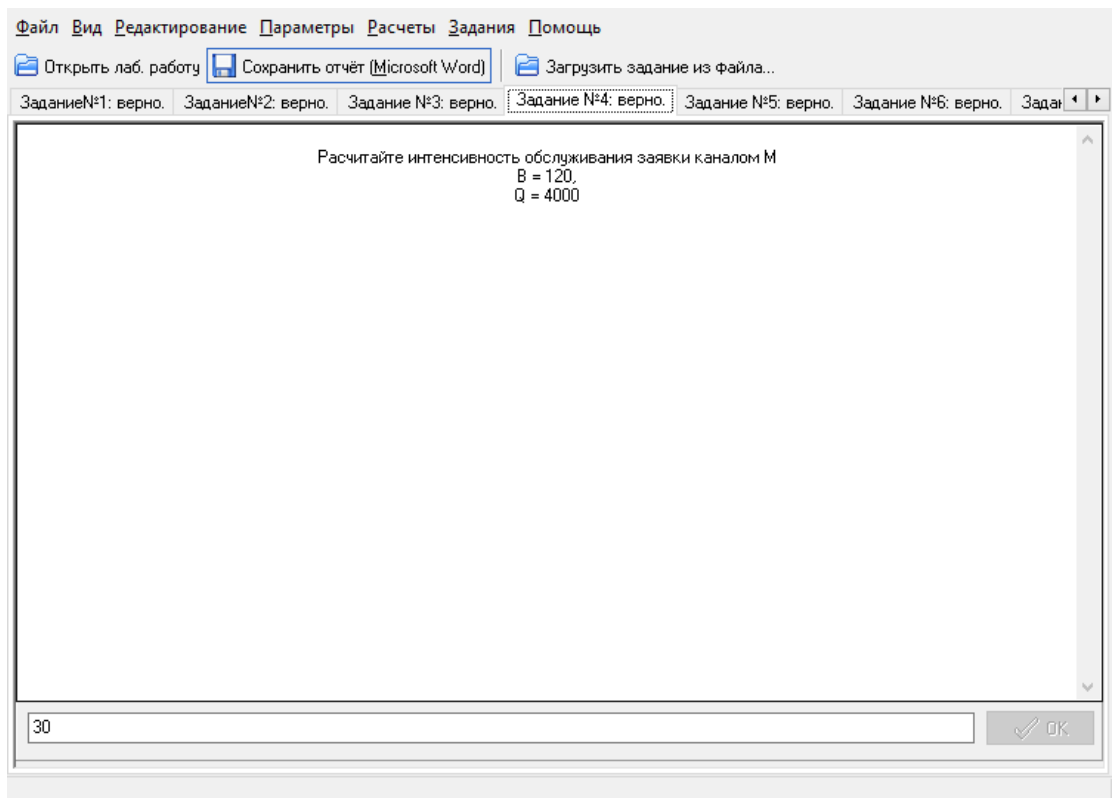 Файл Вид Редактирование Параметры Расчеты Задания Помощь
Открыть лаб. работу Сохранить отчёт (Microsoft Word) Загрузить задание из файла...
Задание№1: верно. Задание№2: верно. Задание №3: верно. Задание №4: верно. Задание №5: верно. Задание №6: верно. Задан
Расчитайте интенсивность обслуживания заявки каналом М
B = 120,
Q = 4000
30
OK